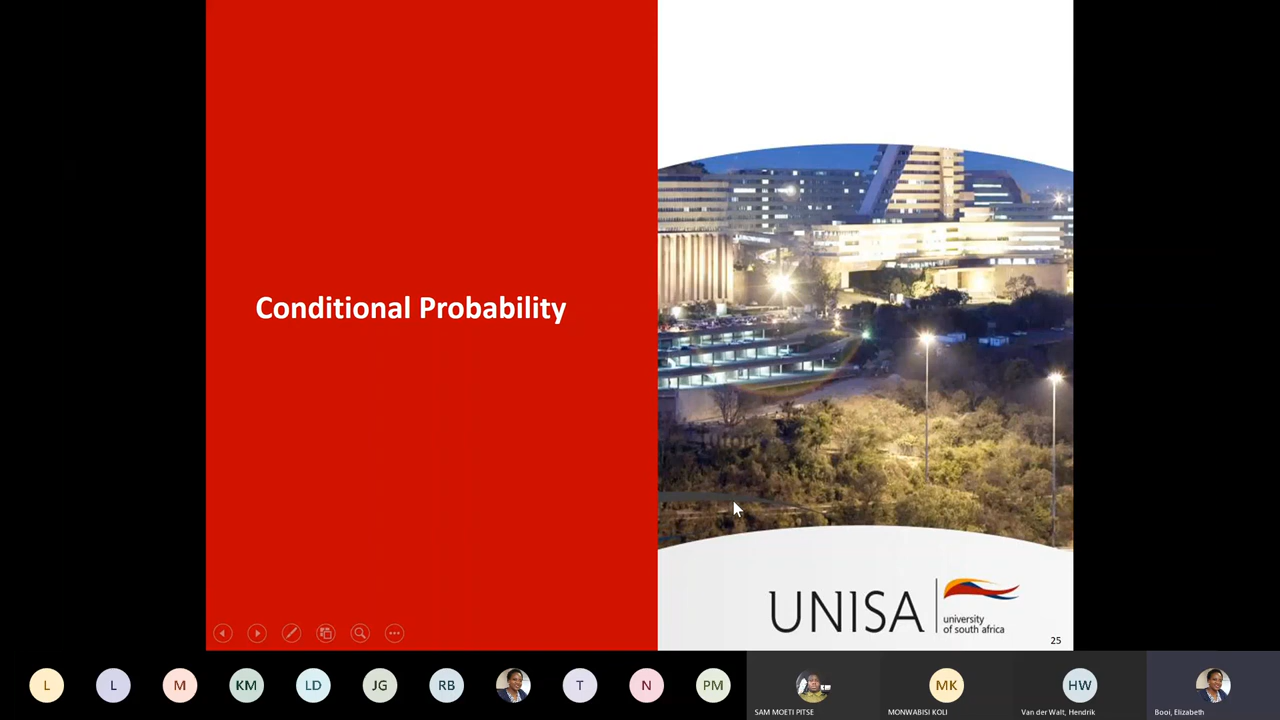 Conditional Probability
UNISA
university
of south africa
25
L
L
M
KM
LD
JG
RB
T
N
PM
MK
HW
SAM MOETI PITSE
MONWABISI KOLI
Van der Walt, Hendrik
Booi, Elizabeth